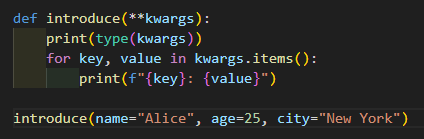 def introduce(**kwargs):
    print(type(kwargs))
    for key, value in kwargs.items():
        print(f"{key}: {value}")

introduce(name="Alice", age=25, city="New York")